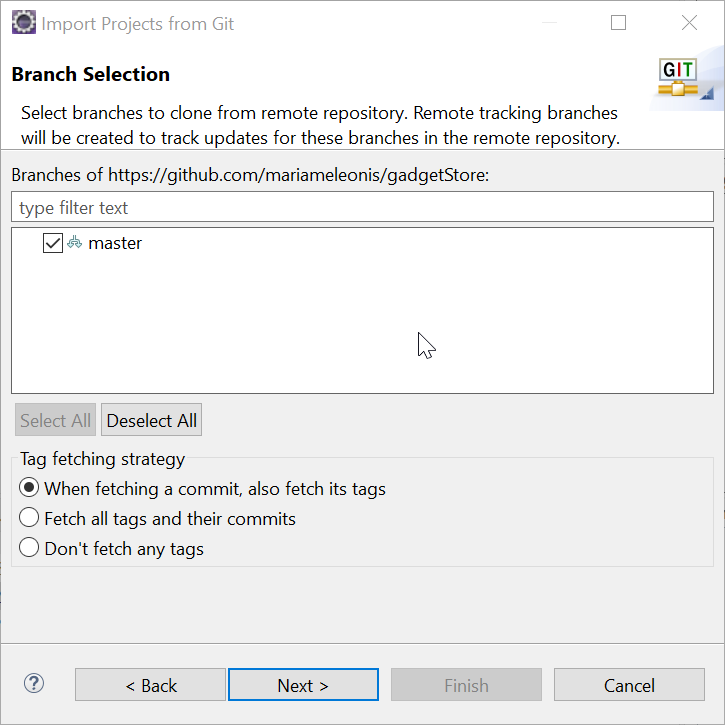 Import Projects from Git
Branch Selection
GIT
Select branches to clone from remote repository. Remote tracking branches
will be created to track updates for these branches in the remote repository.
Branches of https://github.com/mariameleonis/gadgetStore:
type filter text
master
Select All
Deselect All
Tag fetching strategy
When fetching a commit, also fetch its tags
Fetch all tags and their commits
Don't fetch any tags
?
< Back
Next >
Finish
Cancel